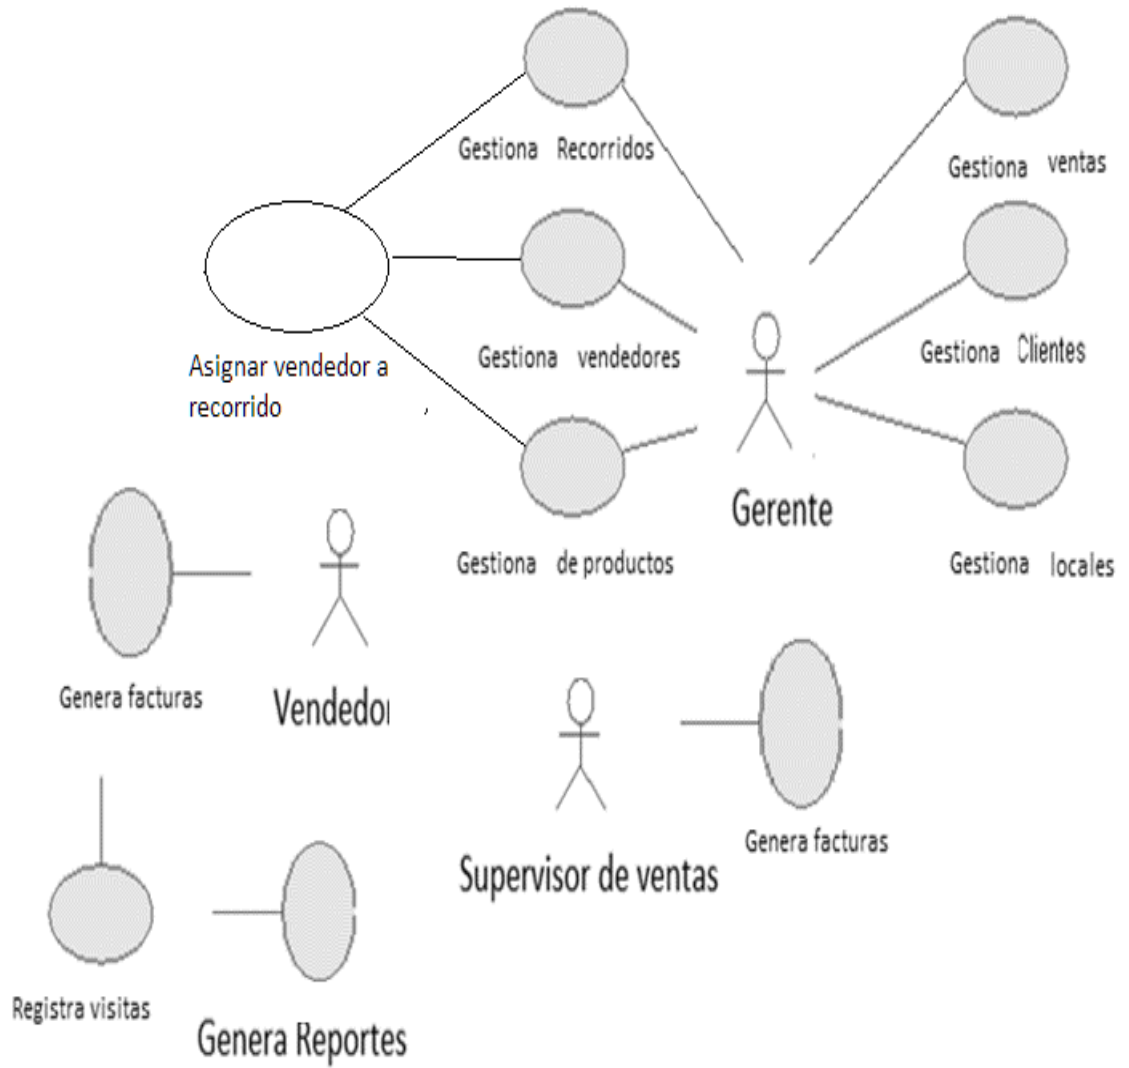 Gestiona Recorridos
Gestiona ventas
Gestiona vendedores
Gestiona Clientes
Asignar vendedor a
recorrido
Gerente
Gestiona de productos
Gestiona locales
Genera facturas
Vendedor
Genera facturas
Supervisor de ventas
Registra visitas
Genera Reportes